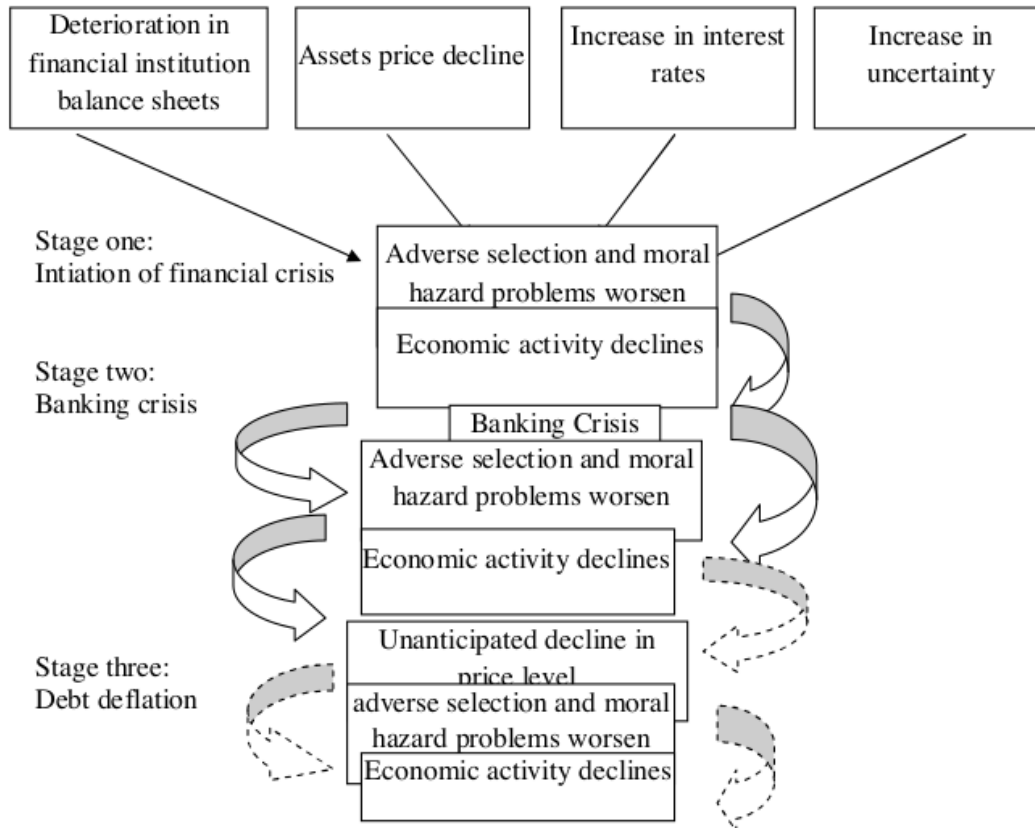 Deterioration in
financial institution
balance sheets
Assets price decline
Increase in interest
rates
Increase in
uncertainty
Stage one:
Intiation of financial crisis
Adverse selection and moral
hazard problems worsen
Economic activity declines
Stage two:
Banking crisis
Banking Crisis
Adverse selection and moral
hazard problems worsen
Economic activity declines
Unanticipated decline in
price level
Stage three:
Debt deflation
adverse selection and moral
hazard problems worsen
Economic activity declines